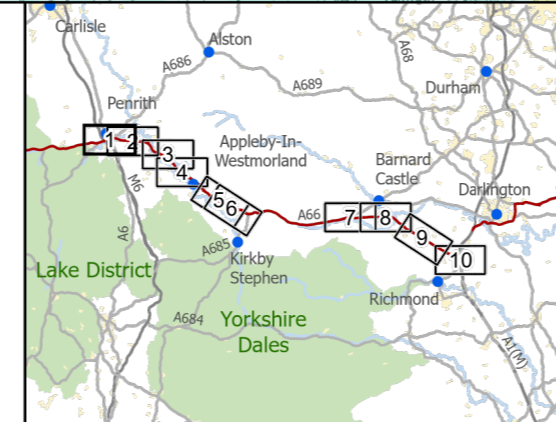 Carlisle
Alston
A686
A68
A689
Durham
Penrith
1
2
3
4
5
6
Appleby-In-
Westmorland
Barnard
Castle
Darlington
M6
A6
A66
7
8
9
10
A685
Kirkby
Stephen
Lake District
Richmond
A684
Yorkshire
Dales
A1(M)